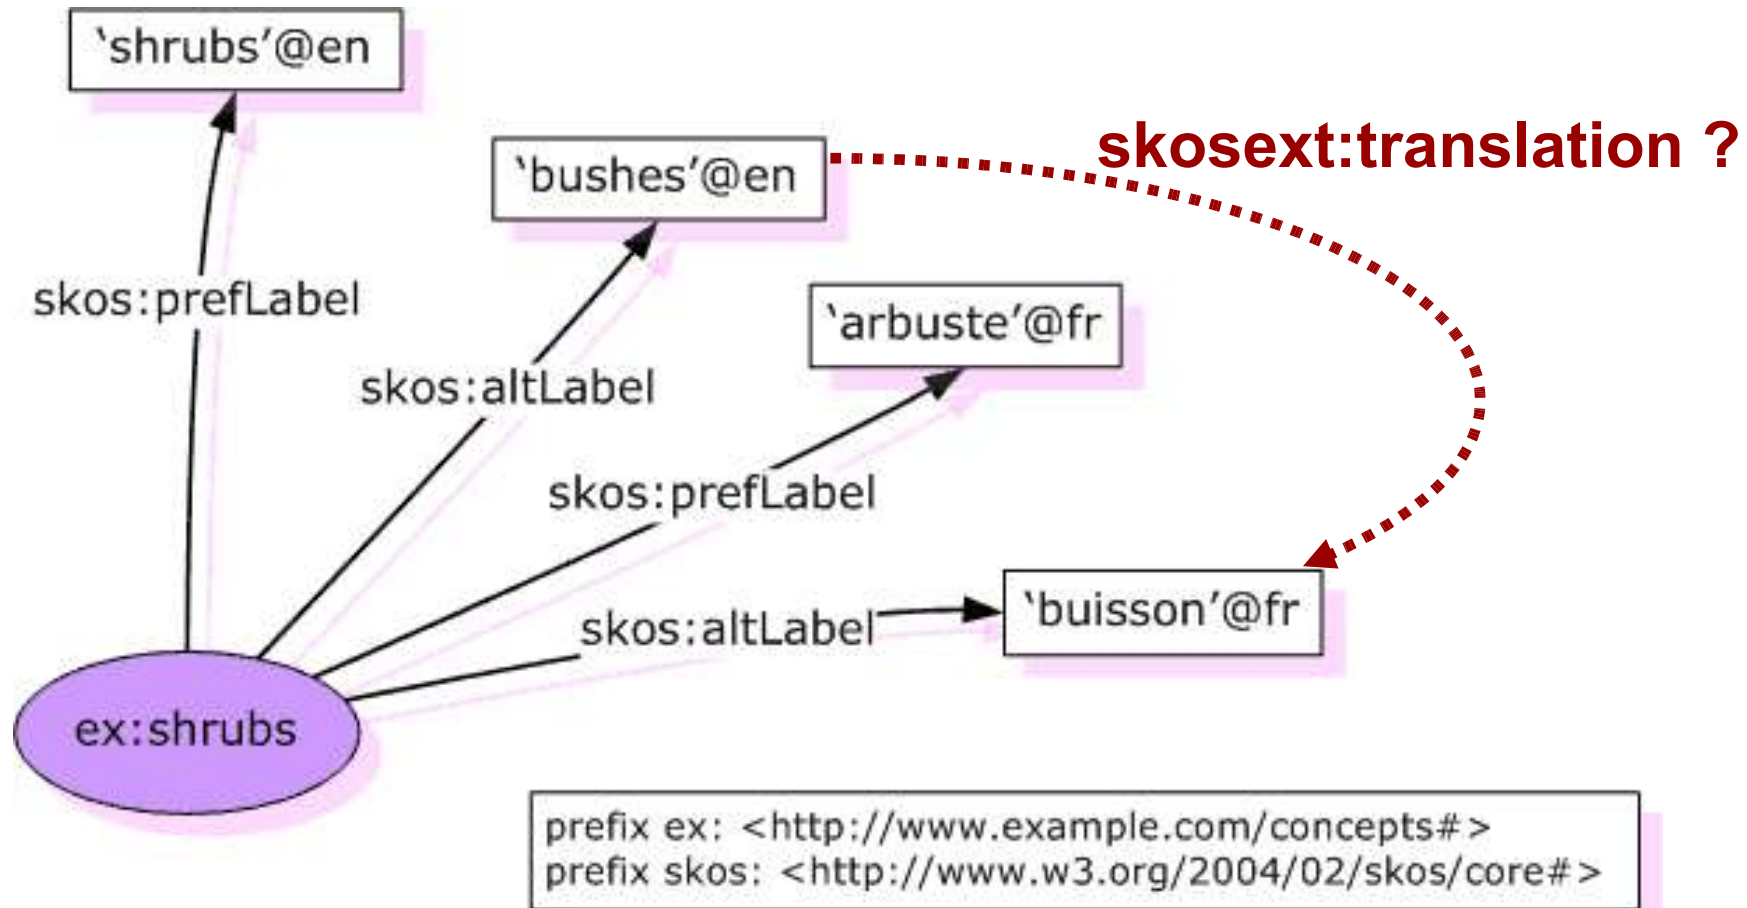 ‘shrubs’@en
skosext:translation ?
‘bushes’@en
skos:prefLabel
‘arbuste’@fr
skos:altLabel
skos:prefLabel
‘buisson’@fr
skos:altLabel
ex:shrubs
prefix ex: <http://www.example.com/concepts#>
prefix skos: <http://www.w3.org/2004/02/skos/core#>